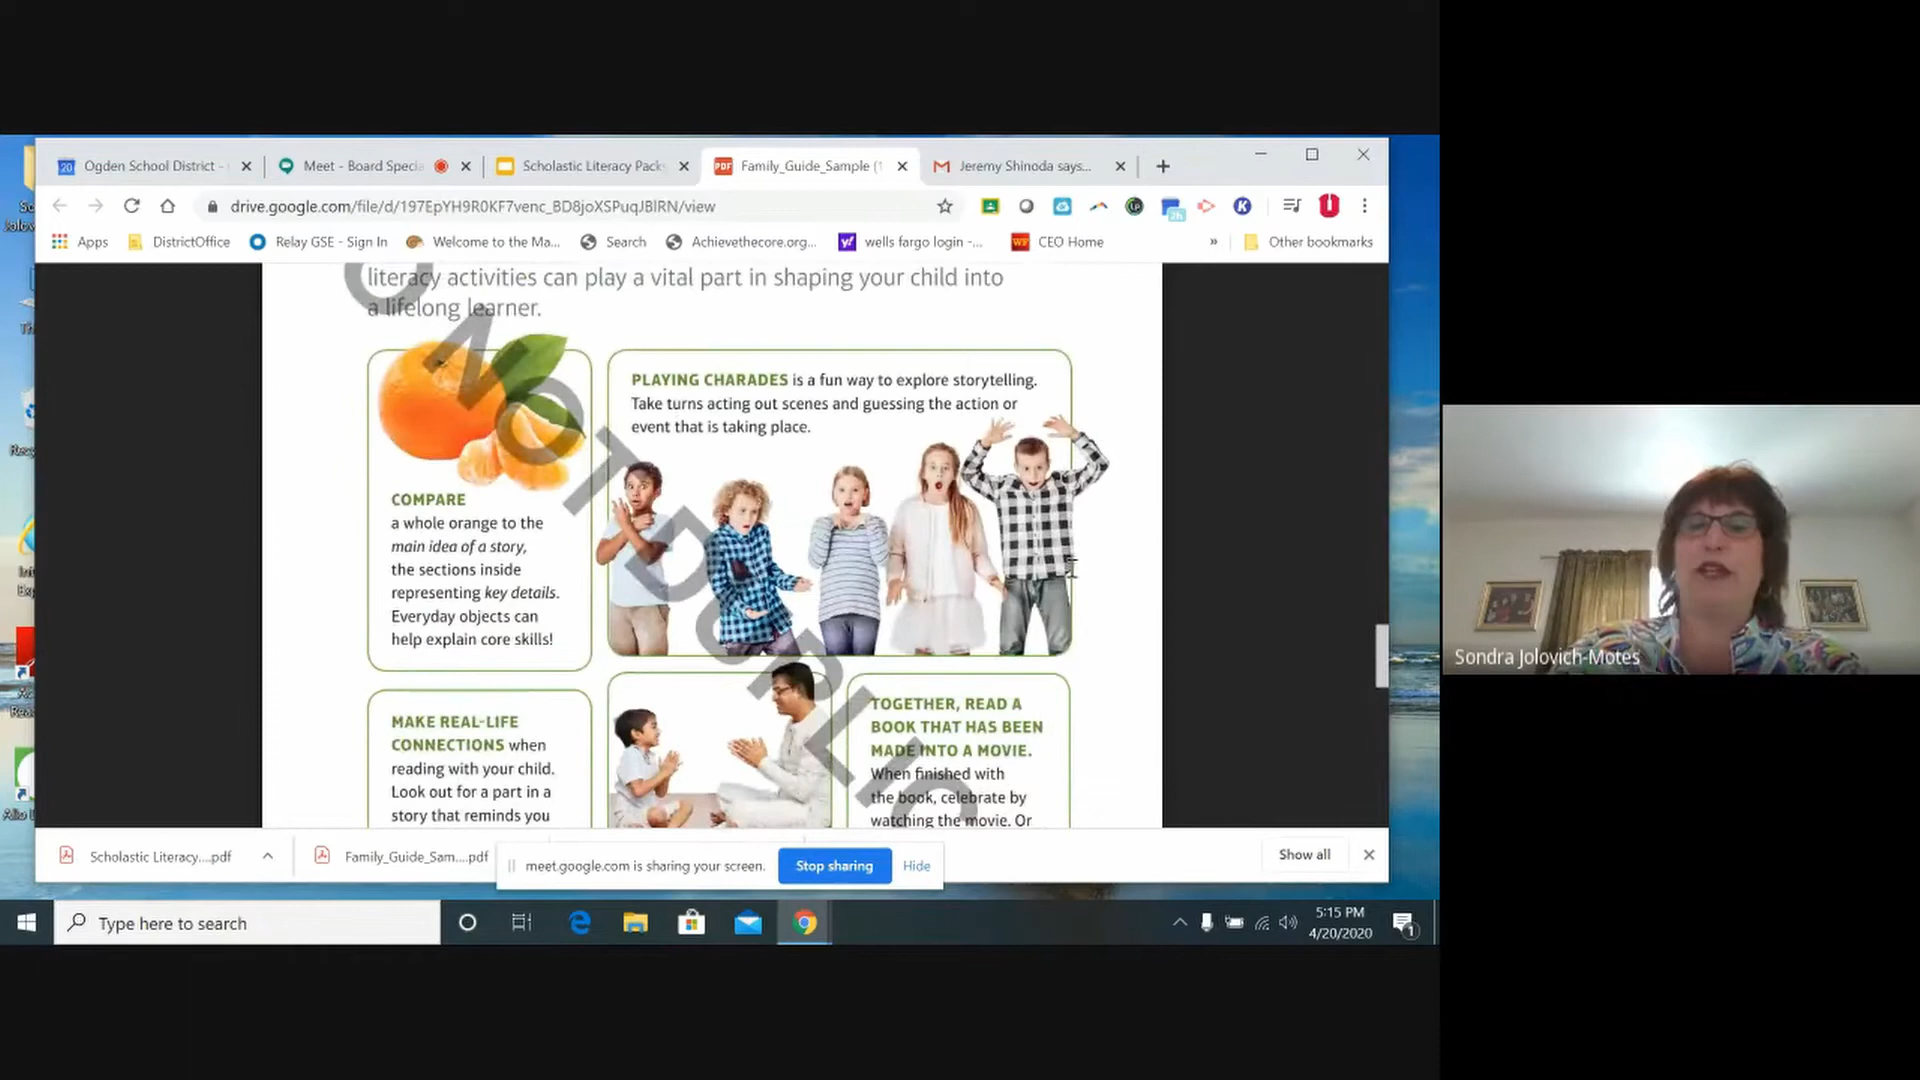 Ogden School District -
Meet - Board Specia
Scholastic Literacy Pack
Family_Guide_Sample (1
Jeremy Shinoda says...
drive.google.com/file/d/197EpYH9R0KF7venc_BD8joXSPuqJBlRN/view
Apps
DistrictOffice
Relay GSE - Sign In
Welcome to the Ma...
Search
Achievethecore.org...
wells fargo login -...
CEO Home
»
Other bookmarks
literacy activities can play a vital part in shaping your child into
a lifelong learner.
COMPARE
a whole orange to the
main idea of a story,
the sections inside
representing key details.
Everyday objects can
help explain core skills!
PLAYING CHARADES is a fun way to explore storytelling.
Take turns acting out scenes and guessing the action or
event that is taking place.
MAKE REAL-LIFE
CONNECTIONS when
reading with your child.
Look out for a part in a
story that reminds you
TOGETHER, READ A
BOOK THAT HAS BEEN
MADE INTO A MOVIE.
When finished with
the book, celebrate by
watching the movie. Or
Scholastic Literacy....pdf
Family_Guide_Sam....pdf
meet.google.com is sharing your screen.
Stop sharing
Hide
Show all
Type here to search
5:15 PM
4/20/2020
Sondra Jolovich-Motes